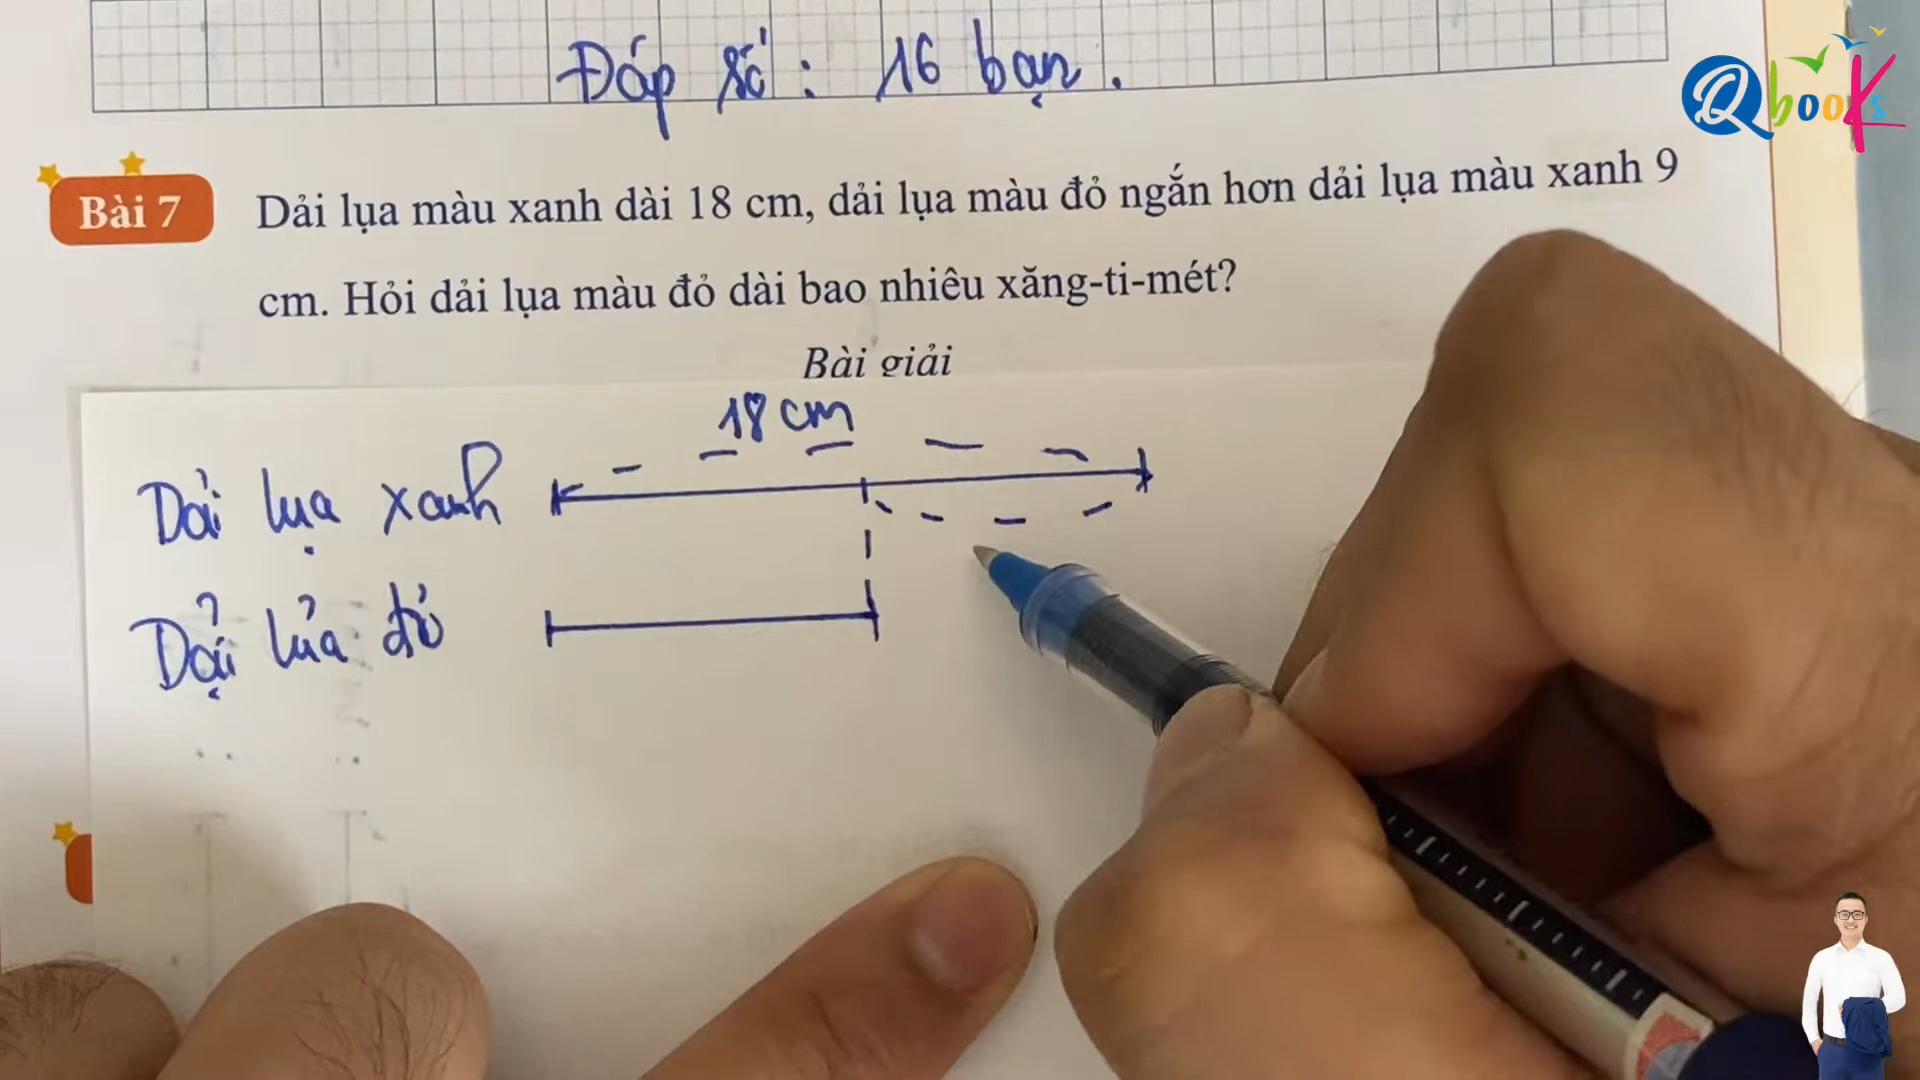 Đáp số: 16 bạn.
Qbooks
Bài 7
Dải lụa màu xanh dài 18 cm, dải lụa màu đỏ ngắn hơn dải lụa màu xanh 9
cm. Hỏi dải lụa màu đỏ dài bao nhiêu xăng-ti-mét?
Bài giải
18 cm
Dải lụa xanh
Dải lụa đỏ